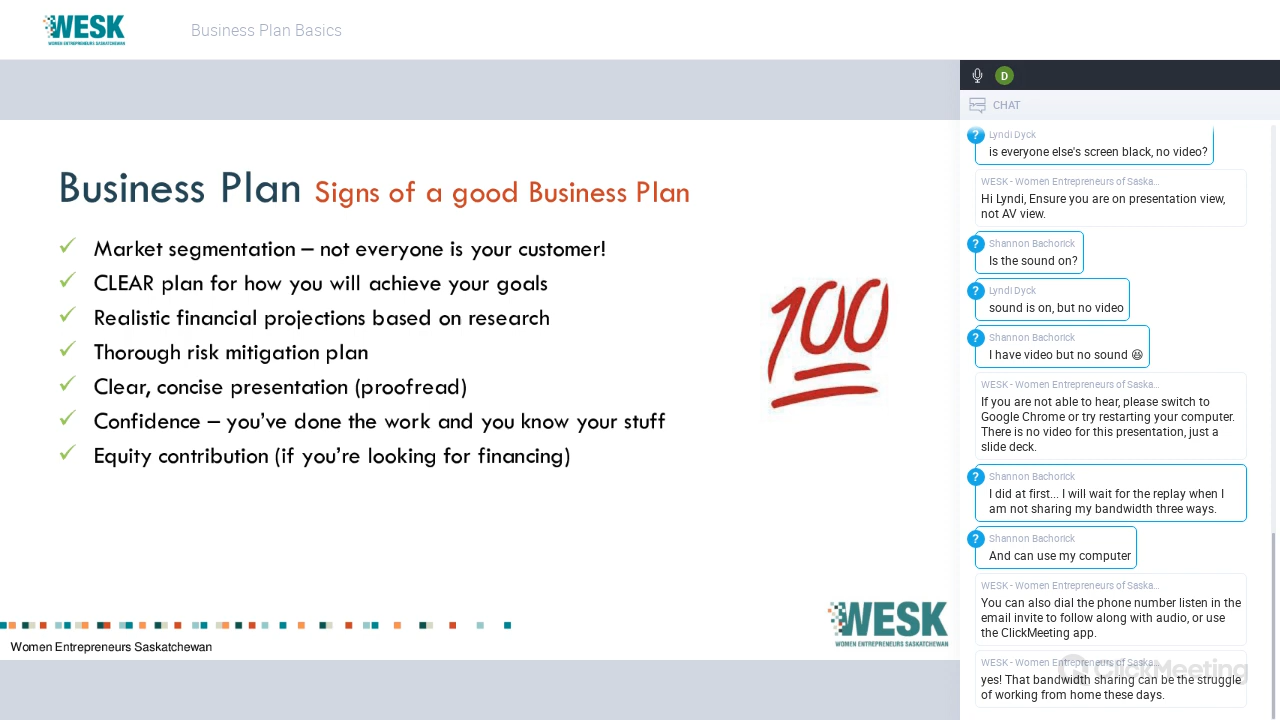 WESK
WOMEN ENTREPRENEURS SASKATCHEWAN
Business Plan Basics
D
CHAT
Business Plan Signs of a good Business Plan
Market segmentation – not everyone is your customer!
CLEAR plan for how you will achieve your goals
Realistic financial projections based on research
Thorough risk mitigation plan
Clear, concise presentation (proofread)
Confidence – you've done the work and you know your stuff
Equity contribution (if you're looking for financing)
100
WESK
WOMEN ENTREPRENEURS SASKATCHEWAN
Women Entrepreneurs Saskatchewan
?
Lyndi Dyck
is everyone else's screen black, no video?
WESK - Women Entrepreneurs of Saska...
Hi Lyndi, Ensure you are on presentation view,
not AV view.
?
Shannon Bachorick
Is the sound on?
?
Lyndi Dyck
sound is on, but no video
?
Shannon Bachorick
I have video but no sound 😆
WESK - Women Entrepreneurs of Saska...
If you are not able to hear, please switch to
Google Chrome or try restarting your computer.
There is no video for this presentation, just a
slide deck.
?
Shannon Bachorick
I did at first... I will wait for the replay when I
am not sharing my bandwidth three ways.
?
Shannon Bachorick
And can use my computer
WESK - Women Entrepreneurs of Saska...
You can also dial the phone number listen in the
email invite to follow along with audio, or use
the ClickMeeting app.
WESK - Women Entrepreneurs of Saska...
yes! That bandwidth sharing can be the struggle
of working from home these days.
ClickMeeting